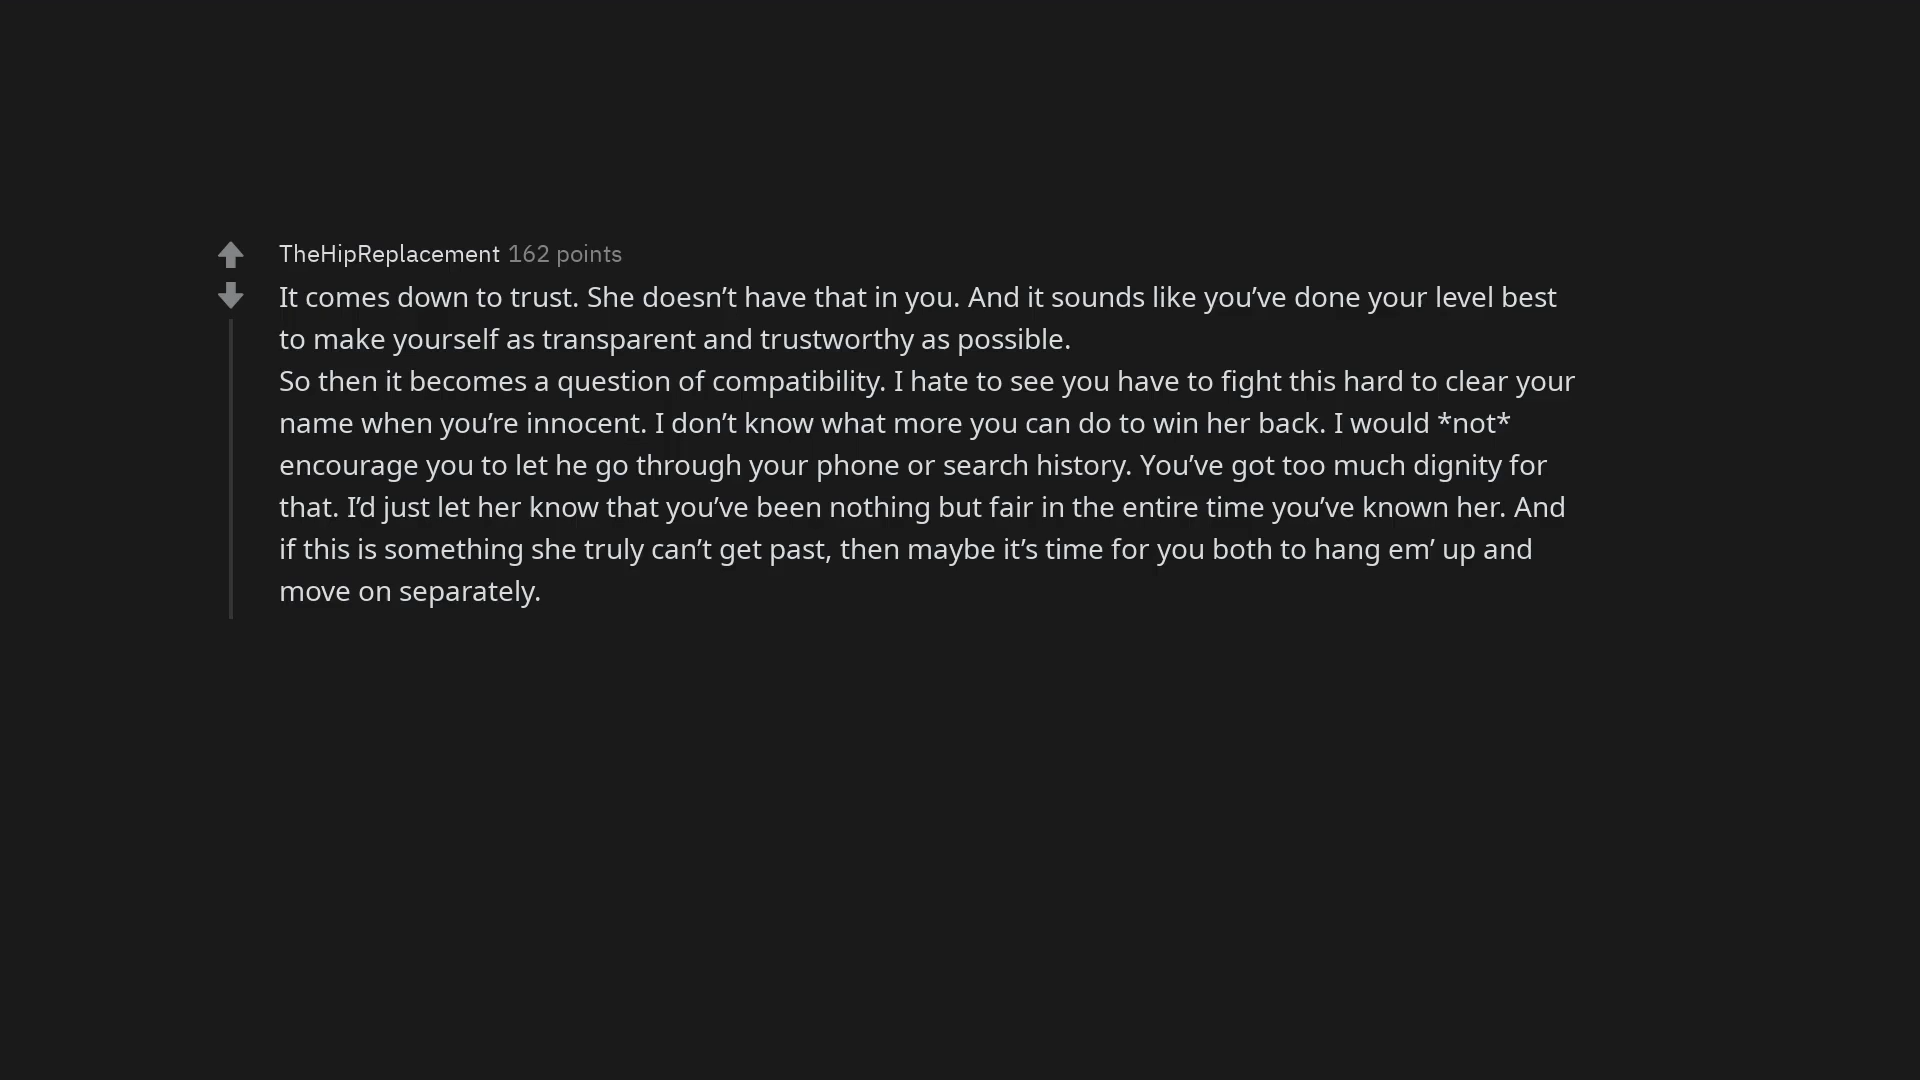 TheHipReplacement 162 points
It comes down to trust. She doesn’t have that in you. And it sounds like you’ve done your level best
to make yourself as transparent and trustworthy as possible.
So then it becomes a question of compatibility. I hate to see you have to fight this hard to clear your
name when you’re innocent. I don’t know what more you can do to win her back. I would *not*
encourage you to let he go through your phone or search history. You’ve got too much dignity for
that. I’d just let her know that you’ve been nothing but fair in the entire time you’ve known her. And
if this is something she truly can’t get past, then maybe it’s time for you both to hang em’ up and
move on separately.